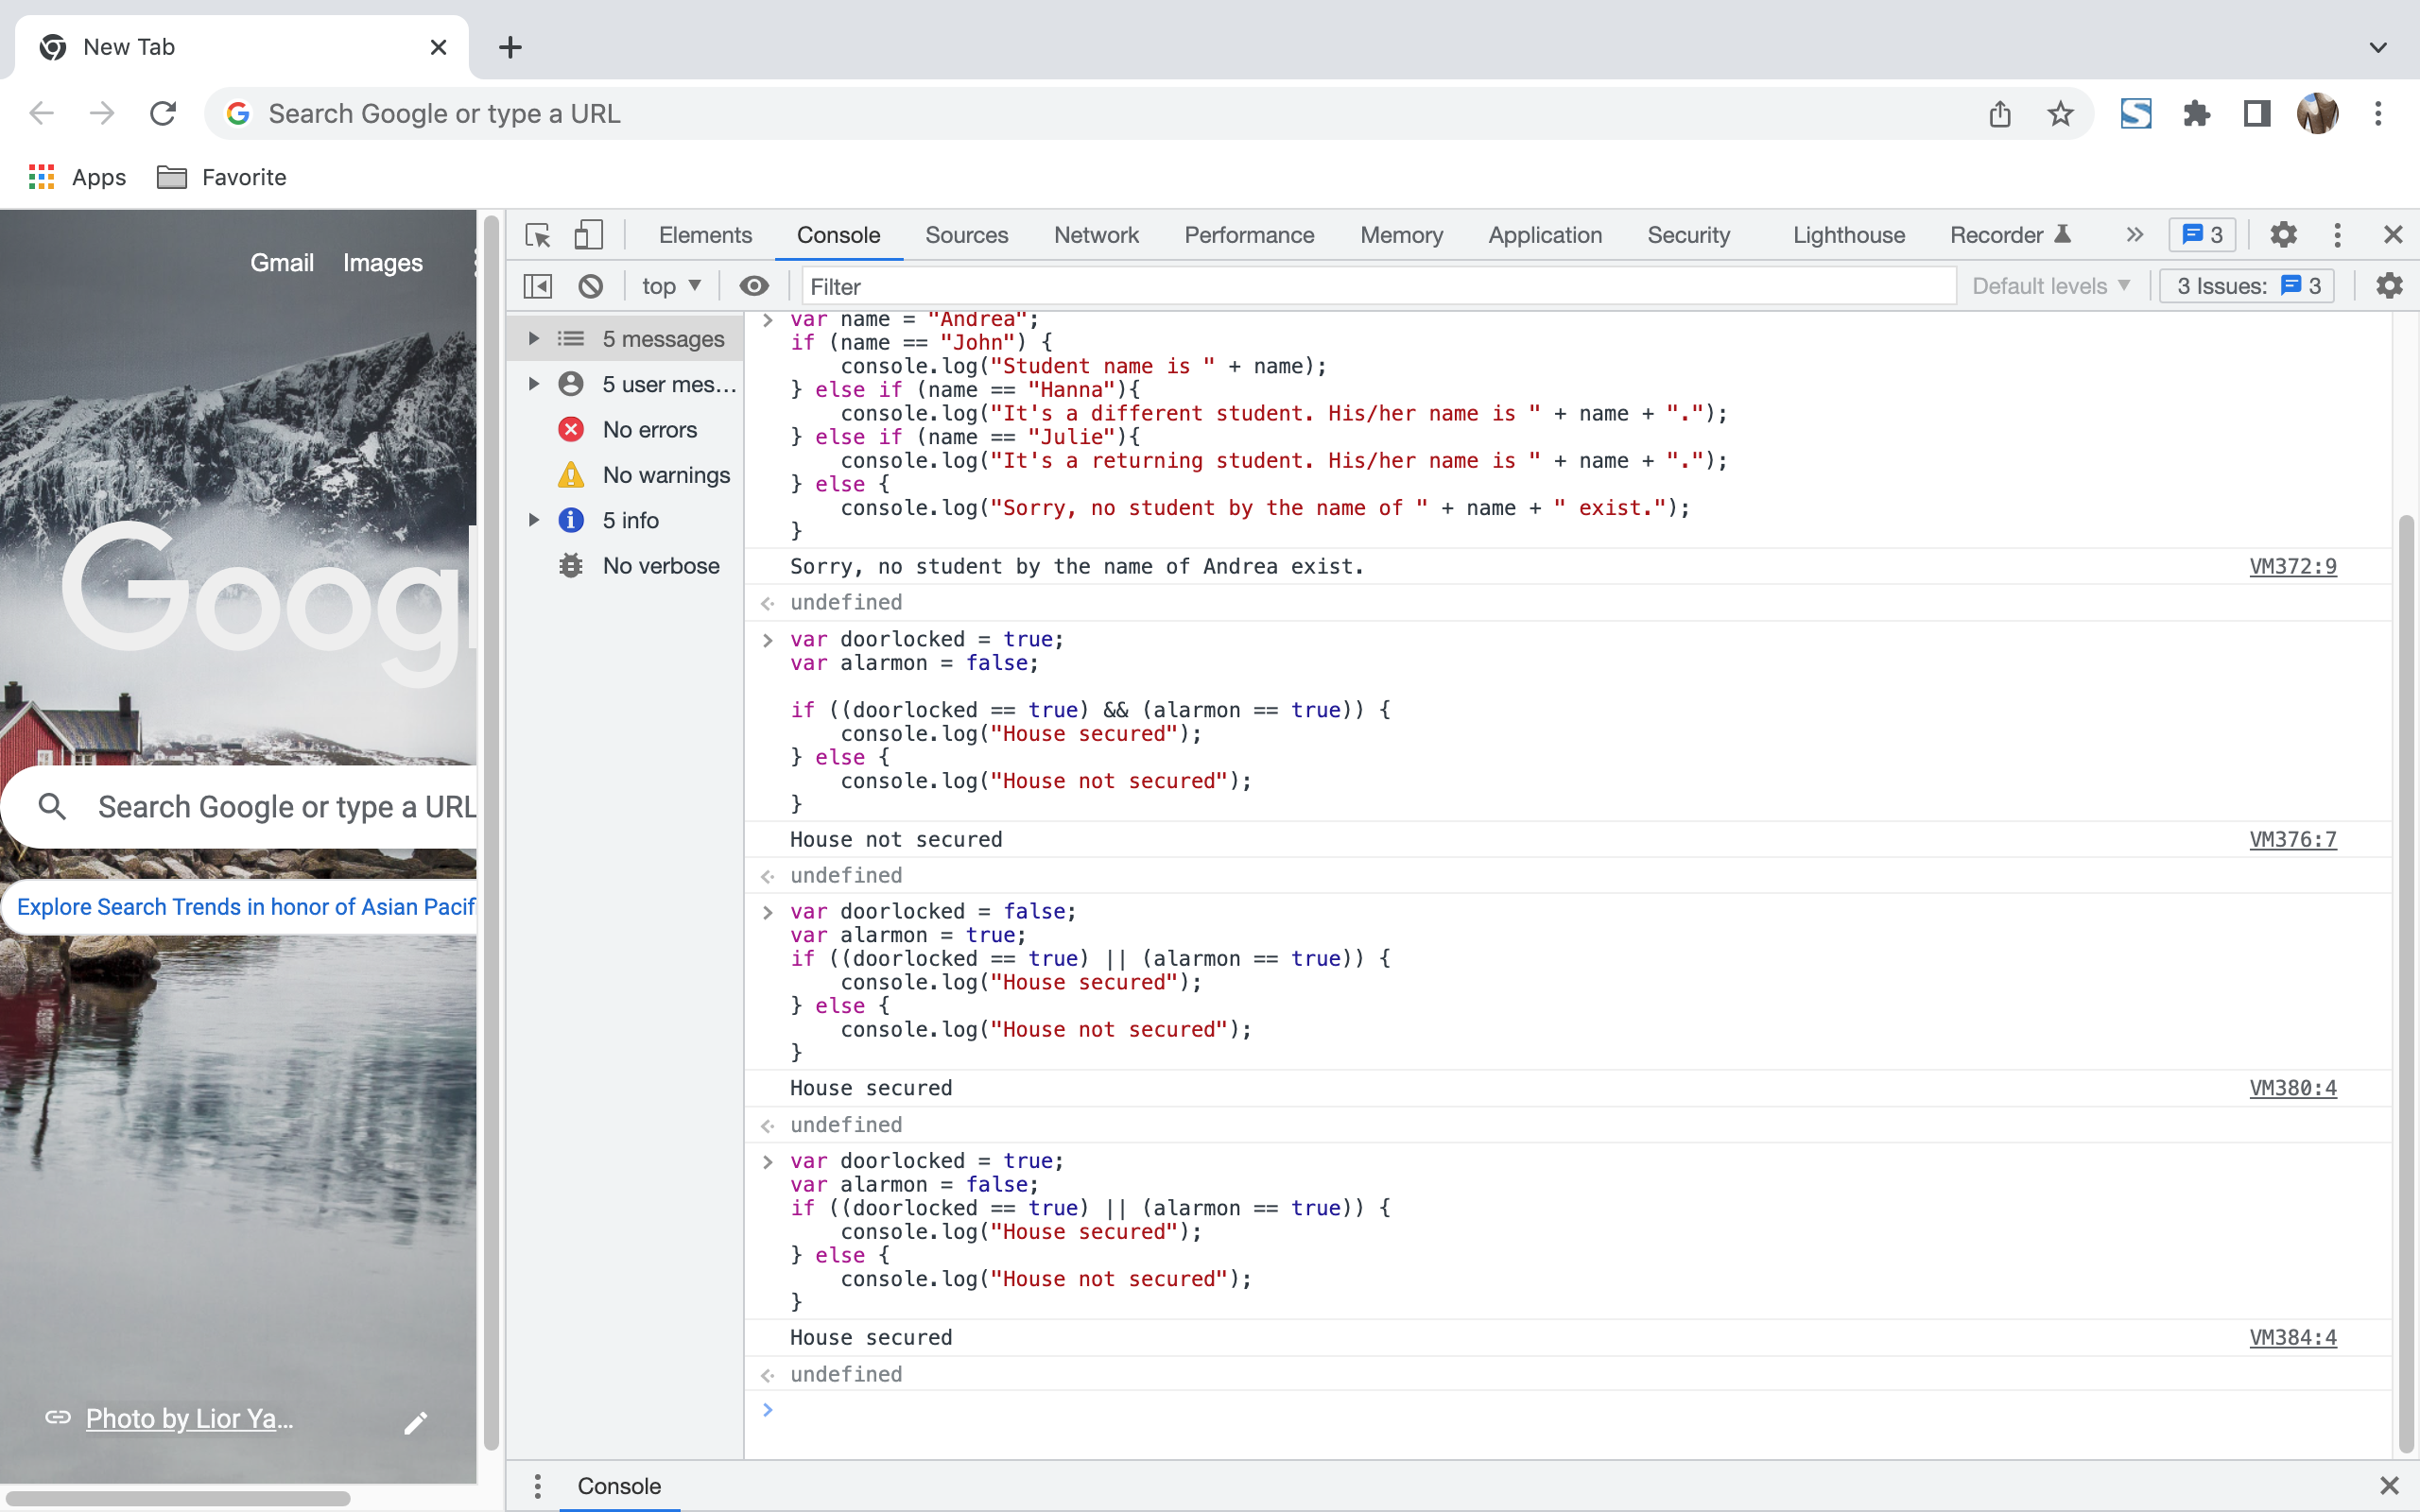 New Tab
Search Google or type a URL
Apps
Favorite
Gmail Images
Search Google or type a URL
Explore Search Trends in honor of Asian Pacif
Photo by Lior Ya...
Elements Console Sources Network Performance Memory Application Security Lighthouse Recorder 3
top Filter Default levels 3 Issues: 3
5 messages
5 user mes...
No errors
No warnings
5 info
No verbose
var name = "Andrea";
if (name == "John") {
    console.log("Student name is " + name);
} else if (name == "Hanna"){
    console.log("It's a different student. His/her name is " + name + ".");
} else if (name == "Julie"){
    console.log("It's a returning student. His/her name is " + name + ".");
} else {
    console.log("Sorry, no student by the name of " + name + " exist.");
}
Sorry, no student by the name of Andrea exist. VM372:9
undefined
var doorlocked = true;
var alarmon = false;
if ((doorlocked == true) && (alarmon == true)) {
    console.log("House secured");
} else {
    console.log("House not secured");
}
House not secured VM376:7
undefined
var doorlocked = false;
var alarmon = true;
if ((doorlocked == true) || (alarmon == true)) {
    console.log("House secured");
} else {
    console.log("House not secured");
}
House secured VM380:4
undefined
var doorlocked = true;
var alarmon = false;
if ((doorlocked == true) || (alarmon == true)) {
    console.log("House secured");
} else {
    console.log("House not secured");
}
House secured VM384:4
undefined
Console